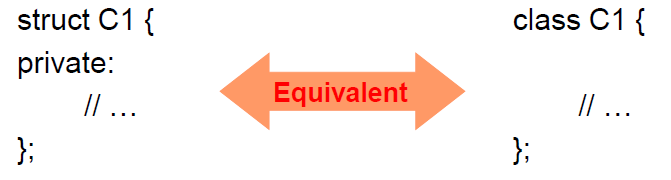 struct C1 {
private:
// …
};
Equivalent
class C1 {
// …
};